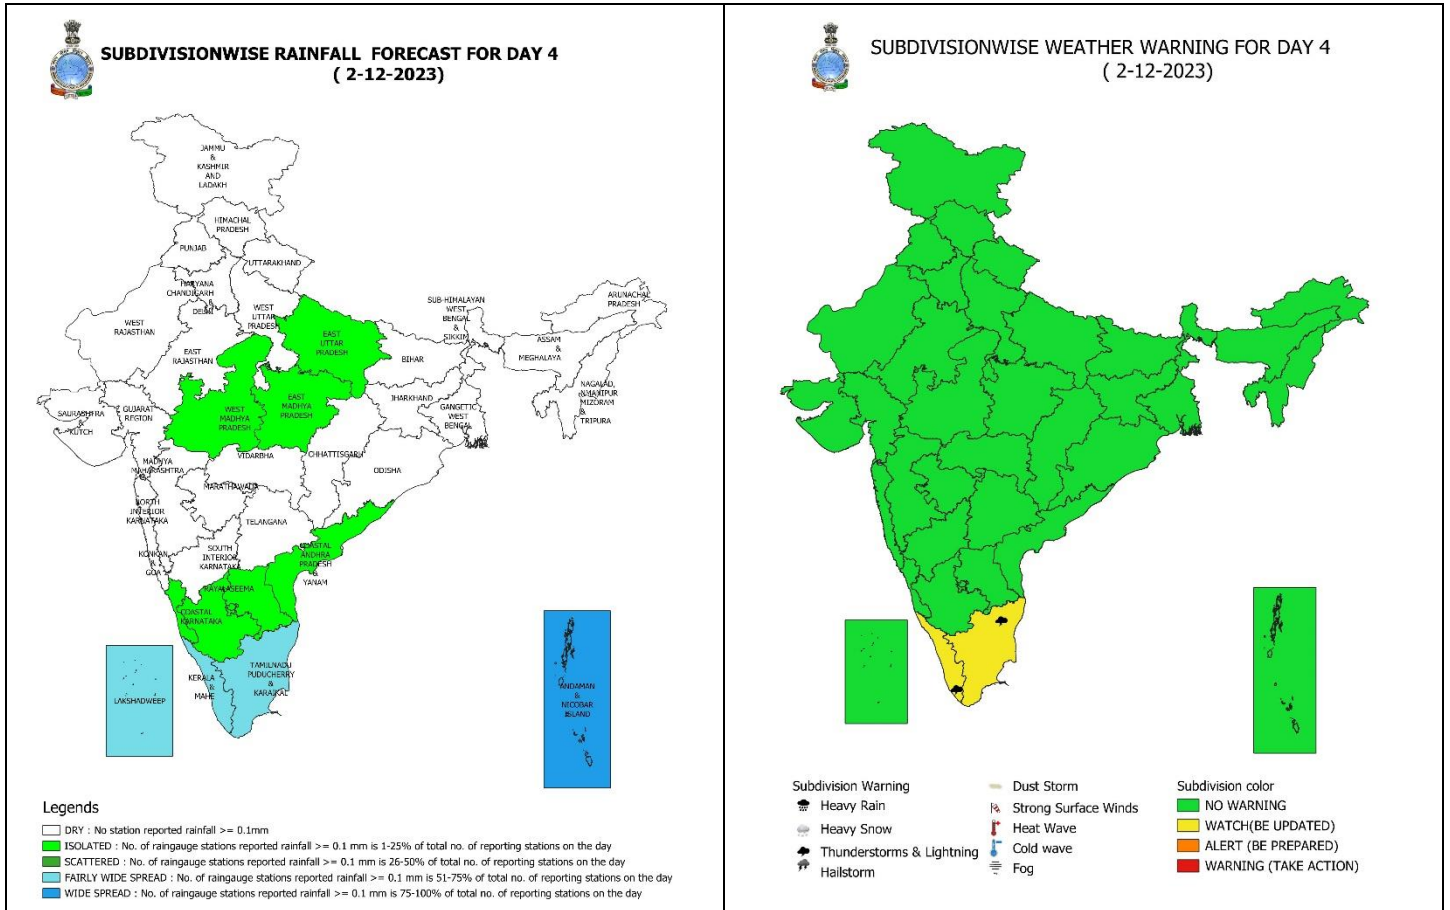 SUBDIVISIONWISE RAINFALL FORECAST FOR DAY 4
( 2-12-2023)
JAMMU
&
KASHMIR
AND
LADAKH
HIMACHAL
PRADESH
PUNJAB
UTTARAKHAND
HARYANA
CHANDIGARH
&
DELHI
WEST
RAJASTHAN
WEST
UTTAR
PRADESH
EAST
UTTAR
PRADESH
EAST
RAJASTHAN
SUB-HIMALAYAN
WEST
BENGAL
&
SIKKIM
ARUNACHAL
PRADESH
ASSAM
&
MEGHALAYA
BIHAR
NAGALAD,
MANIPUR
MIZORAM
&
TRIPURA
JHARKHAND
GANGETIC
WEST
BENGAL
SAURASHTRA
&
KUTCH
GUJARAT
REGION
WEST
MADHYA
PRADESH
EAST
MADHYA
PRADESH
VIDARBHA
CHHATTISGARH
ODISHA
MADHYA
MAHARASHTRA
MARATHAWADA
NORTH
INTERIOR
KARNATAKA
TELANGANA
KONKAN
&
GOA
SOUTH
INTERIOR
KARNATAKA
COASTAL
ANDHRA
PRADESH
&
YANAM
RAYALASEEMA
COASTAL
KARNATAKA
KERALA
&
MAHE
TAMILNADU
PUDUCHERRY
&
KARAIKAL
LAKSHADWEEP
ANDAMAN
&
NICOBAR
ISLAND
Legends
DRY : No station reported rainfall >= 0.1mm
ISOLATED : No. of raingauge stations reported rainfall >= 0.1 mm is 1-25% of total no. of reporting stations on the day
SCATTERED : No. of raingauge stations reported rainfall >= 0.1 mm is 26-50% of total no. of reporting stations on the day
FAIRLY WIDE SPREAD : No. of raingauge stations reported rainfall >= 0.1 mm is 51-75% of total no. of reporting stations on the day
WIDE SPREAD : No. of raingauge stations reported rainfall >= 0.1 mm is 75-100% of total no. of reporting stations on the day
SUBDIVISIONWISE WEATHER WARNING FOR DAY 4
( 2-12-2023)
Subdivision Warning
Heavy Rain
Heavy Snow
Thunderstorms & Lightning
Hailstorm
Dust Storm
Strong Surface Winds
Heat Wave
Cold wave
Fog
Subdivision color
NO WARNING
WATCH(BE UPDATED)
ALERT (BE PREPARED)
WARNING (TAKE ACTION)